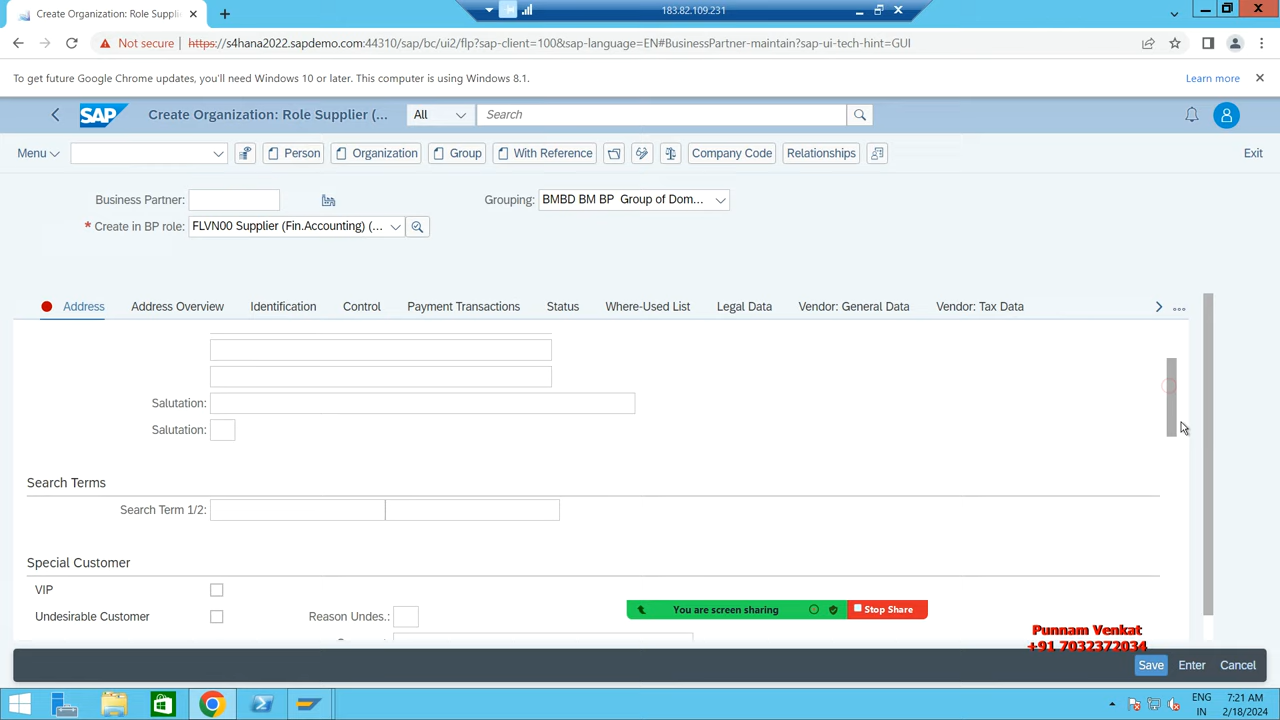 Create Organization: Role Suppli
183.82.109.231
Not secure
https://s4hana2022.sapdemo.com:44310/sap/bc/ui2/flp?sap-client=100&sap-language=EN#BusinessPartner-maintain?sap-ui-tech-hint=GUI
To get future Google Chrome updates, you'll need Windows 10 or later. This computer is using Windows 8.1.
Learn more
SAP Create Organization: Role Supplier (... All Search
Menu Person Organization Group With Reference Company Code Relationships Exit
Business Partner: Grouping: BMBD BM BP Group of Dom...
* Create in BP role: FLVN00 Supplier (Fin.Accounting) (...
Address Address Overview Identification Control Payment Transactions Status Where-Used List Legal Data Vendor: General Data Vendor: Tax Data
Salutation:
Salutation:
Search Terms
Search Term 1/2:
Special Customer
VIP
Undesirable Customer Reason Undes.:
You are screen sharing Stop Share
Punnam Venkat
+91 7032372034
Save Enter Cancel
ENG 7:21 AM
IN 2/18/2024